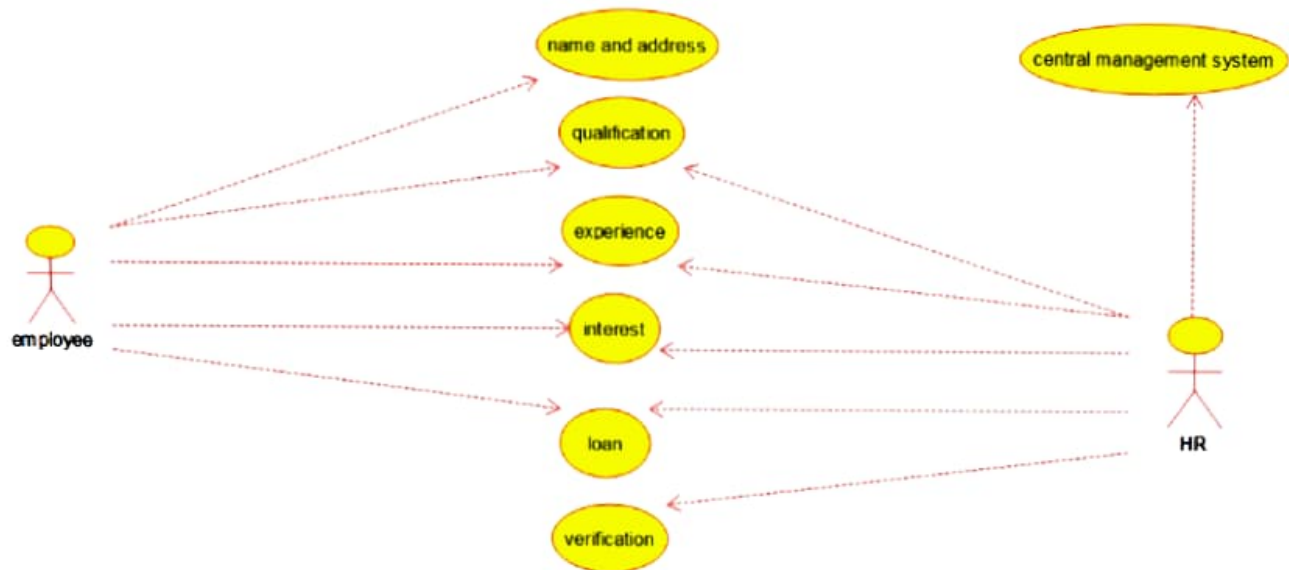 name and address
central management system
qualification
experience
employee
interest
HR
loan
verification